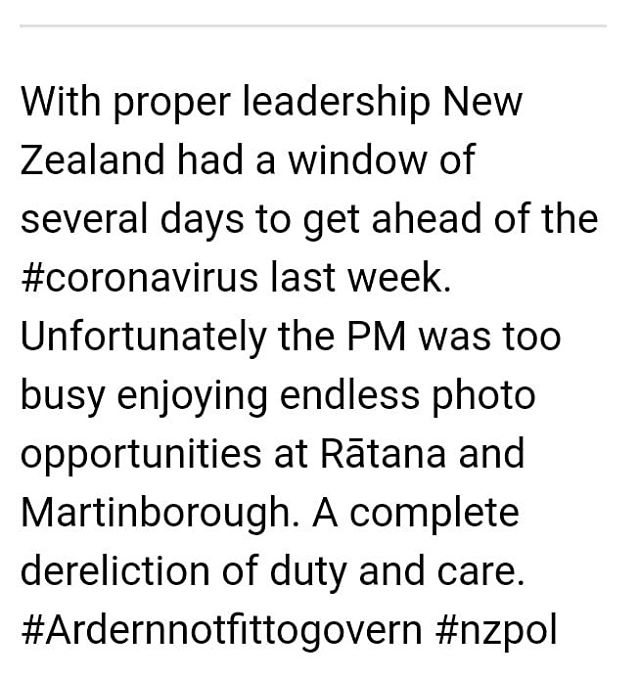 With proper leadership New
Zealand had a window of
several days to get ahead of the
#coronavirus last week.
Unfortunately the PM was too
busy enjoying endless photo
opportunities at Rātana and
Martinborough. A complete
dereliction of duty and care.
#Ardernnotfittogovern #nzpol